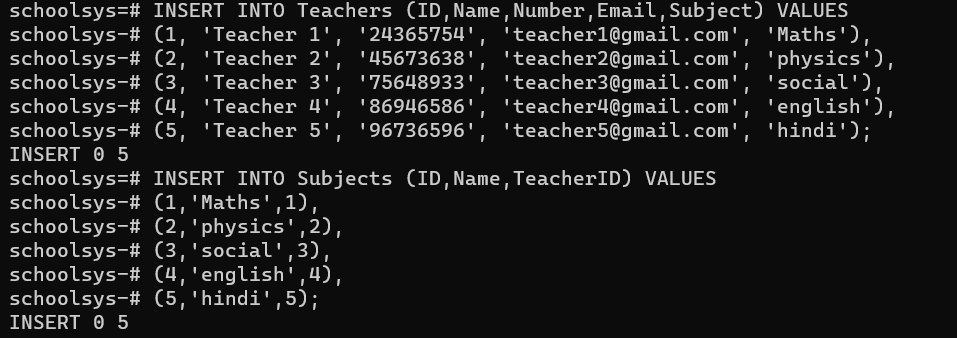 schoolsys=# INSERT INTO Teachers (ID,Name,Number,Email,Subject) VALUES
schoolsys-# (1, 'Teacher 1', '24365754', 'teacher1@gmail.com', 'Maths'),
schoolsys-# (2, 'Teacher 2', '45673638', 'teacher2@gmail.com', 'physics'),
schoolsys-# (3, 'Teacher 3', '75648933', 'teacher3@gmail.com', 'social'),
schoolsys-# (4, 'Teacher 4', '86946586', 'teacher4@gmail.com', 'english'),
schoolsys-# (5, 'Teacher 5', '96736596', 'teacher5@gmail.com', 'hindi');
INSERT 0 5
schoolsys=# INSERT INTO Subjects (ID,Name,TeacherID) VALUES
schoolsys-# (1,'Maths',1),
schoolsys-# (2,'physics',2),
schoolsys-# (3,'social',3),
schoolsys-# (4,'english',4),
schoolsys-# (5,'hindi',5);
INSERT 0 5